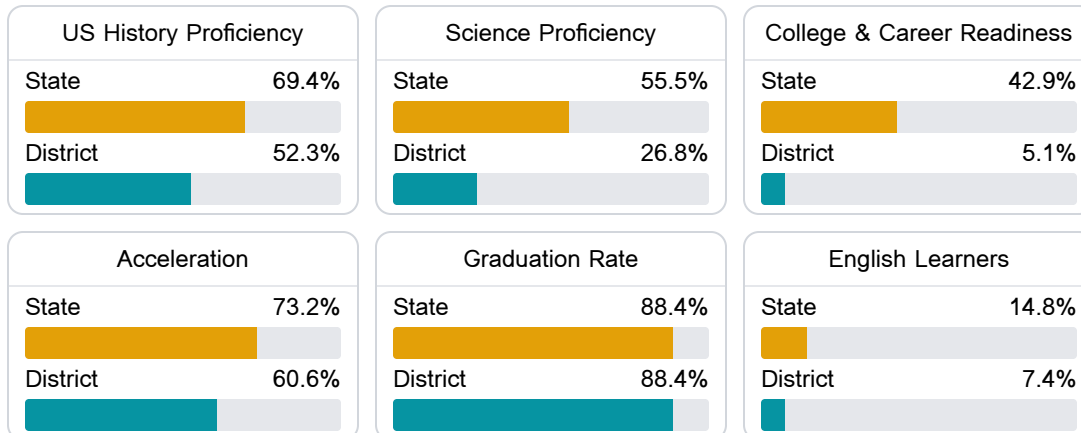 US History Proficiency
State 69.4%
District 52.3%
Science Proficiency
State 55.5%
District 26.8%
College & Career Readiness
State 42.9%
District 5.1%
Acceleration
State 73.2%
District 60.6%
Graduation Rate
State 88.4%
District 88.4%
English Learners
State 14.8%
District 7.4%